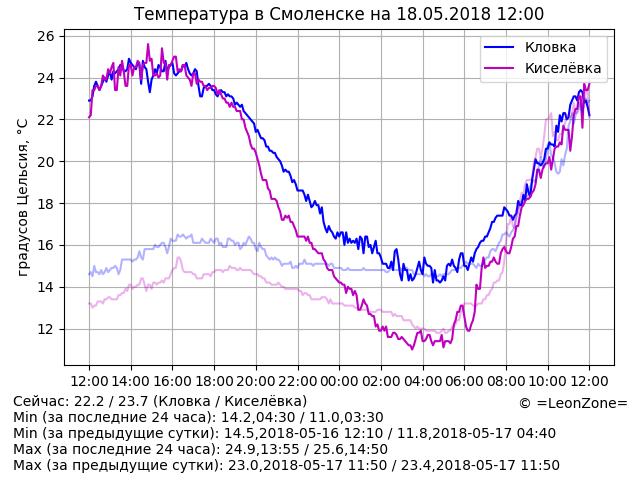 Температура в Смоленске на 18.05.2018 12:00
градусов Цельсия, °C
26
24
22
20
18
16
14
12
Кловка
Киселёвка
12:00 14:00 16:00 18:00 20:00 22:00 00:00 02:00 04:00 06:00 08:00 10:00 12:00
Сейчас: 22.2 / 23.7 (Кловка / Киселёвка)
© =LeonZone=
Min (за последние 24 часа): 14.2,04:30 / 11.0,03:30
Min (за предыдущие сутки): 14.5,2018-05-16 12:10 / 11.8,2018-05-17 04:40
Max (за последние 24 часа): 24.9,13:55 / 25.6,14:50
Max (за предыдущие сутки): 23.0,2018-05-17 11:50 / 23.4,2018-05-17 11:50